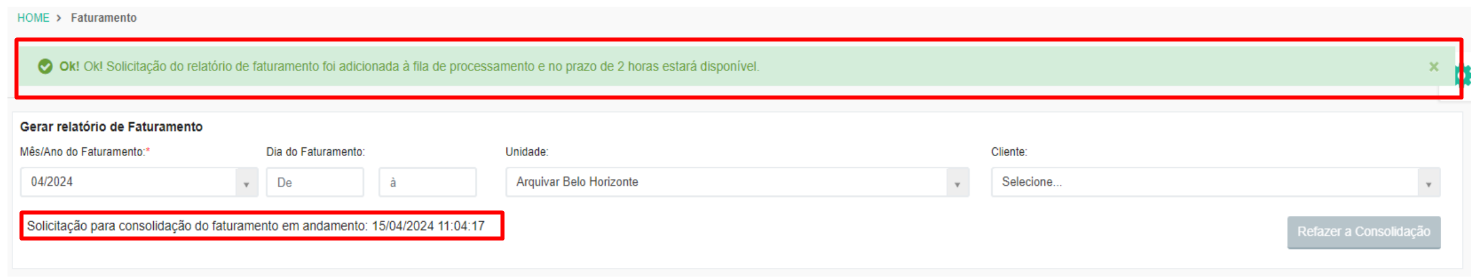 HOME > Faturamento
Ok! Ok! Solicitação do relatório de faturamento foi adicionada à fila de processamento e no prazo de 2 horas estará disponível. ×
Gerar relatório de Faturamento
Mês/Ano do Faturamento:* Dia do Faturamento: Unidade: Cliente:
04/2024 De à Arquivar Belo Horizonte Selecione...
Solicitação para consolidação do faturamento em andamento: 15/04/2024 11:04:17 Refazer a Consolidação